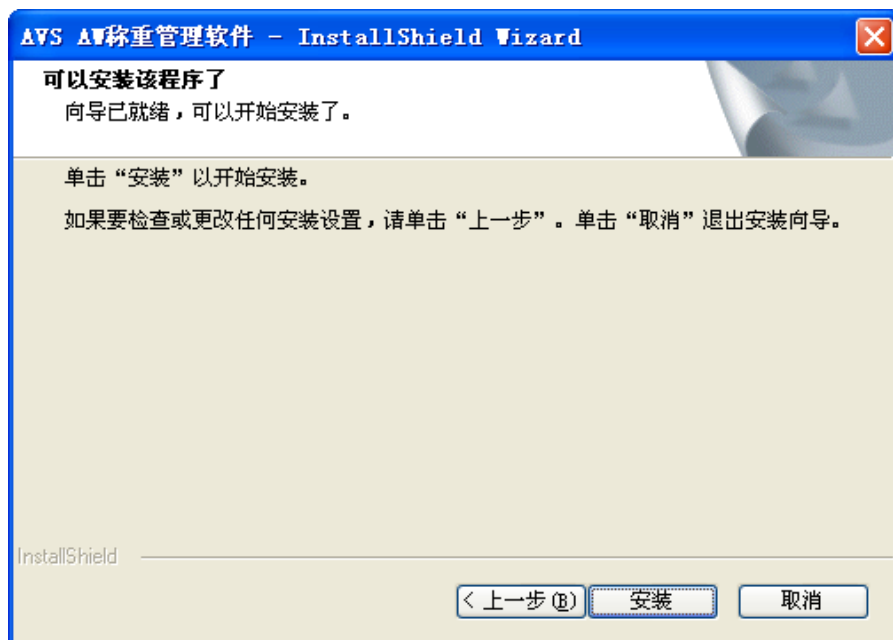 AVS AW称重管理软件 - InstallShield Wizard
可以安装该程序了
向导已就绪，可以开始安装了。
单击“安装”以开始安装。
如果要检查或更改任何安装设置，请单击“上一步”。单击“取消”退出安装向导。
InstallShield
< 上一步(B) 安装 取消